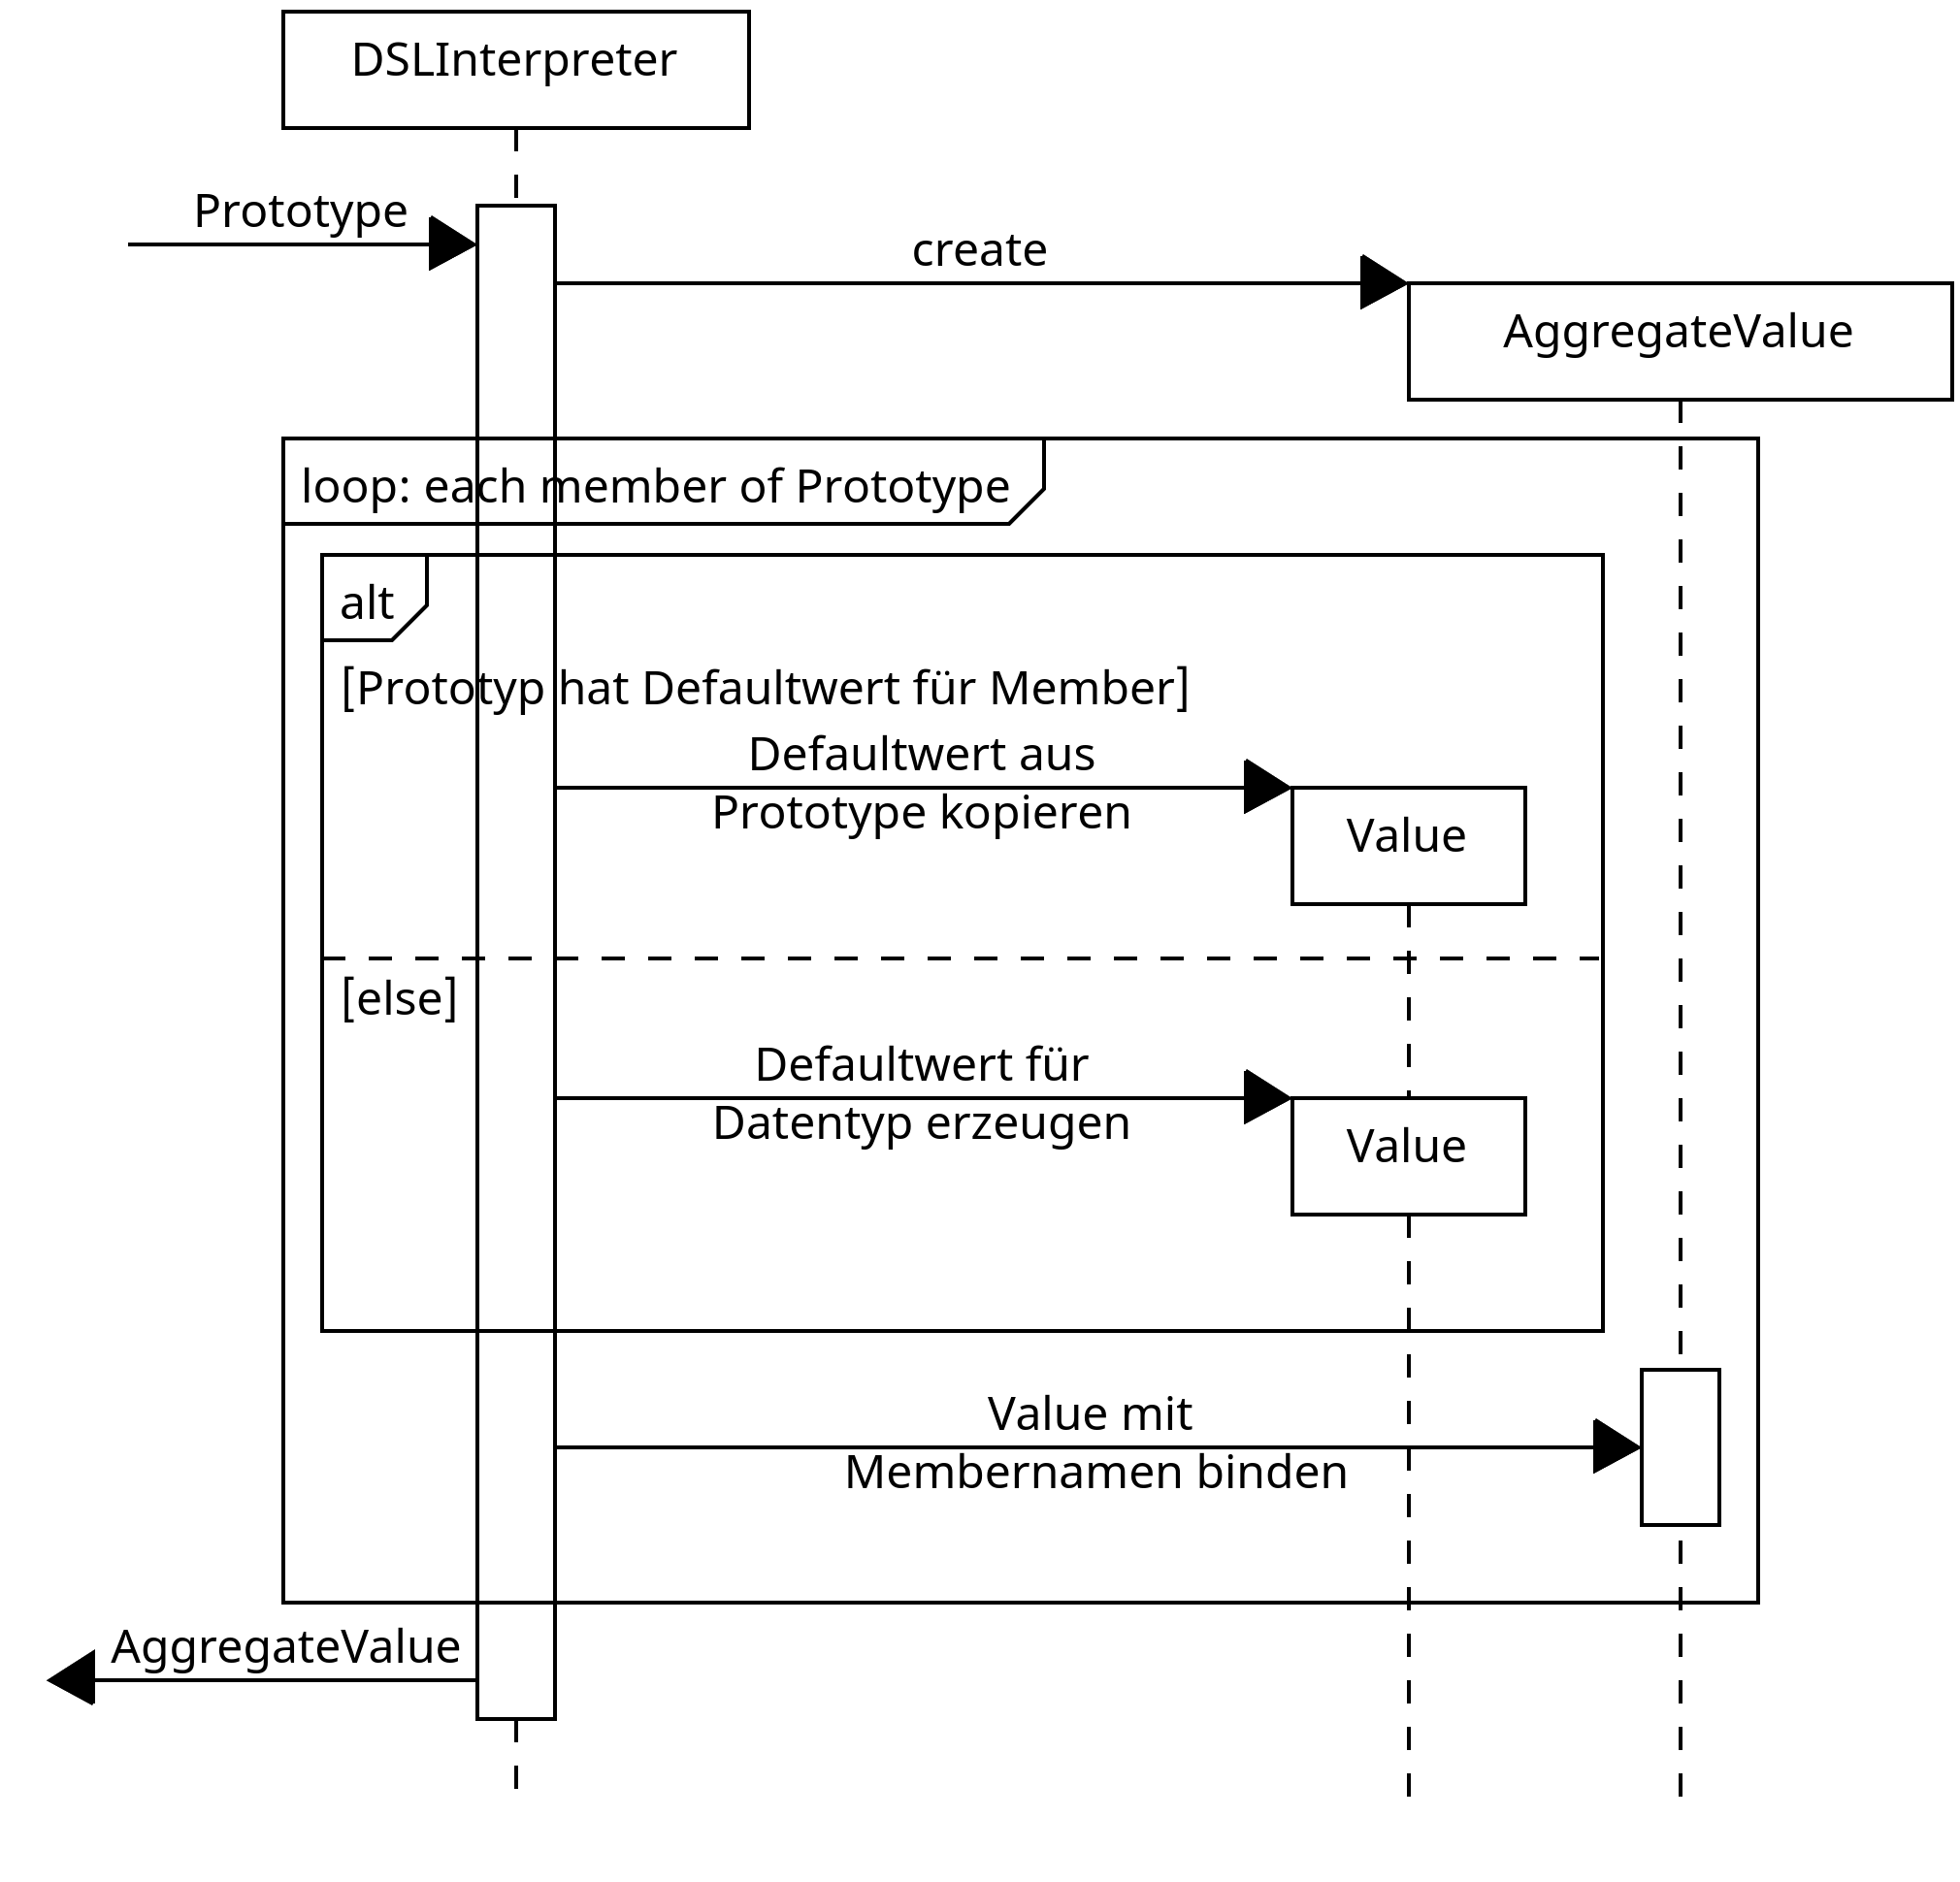 DSLInterpreter
Prototype
create
AggregateValue
loop: each member of Prototype
alt
[Prototyp hat Defaultwert für Member]
Defaultwert aus
Prototype kopieren
Value
[else]
Defaultwert für
Datentyp erzeugen
Value
Value mit
Membernamen binden
AggregateValue